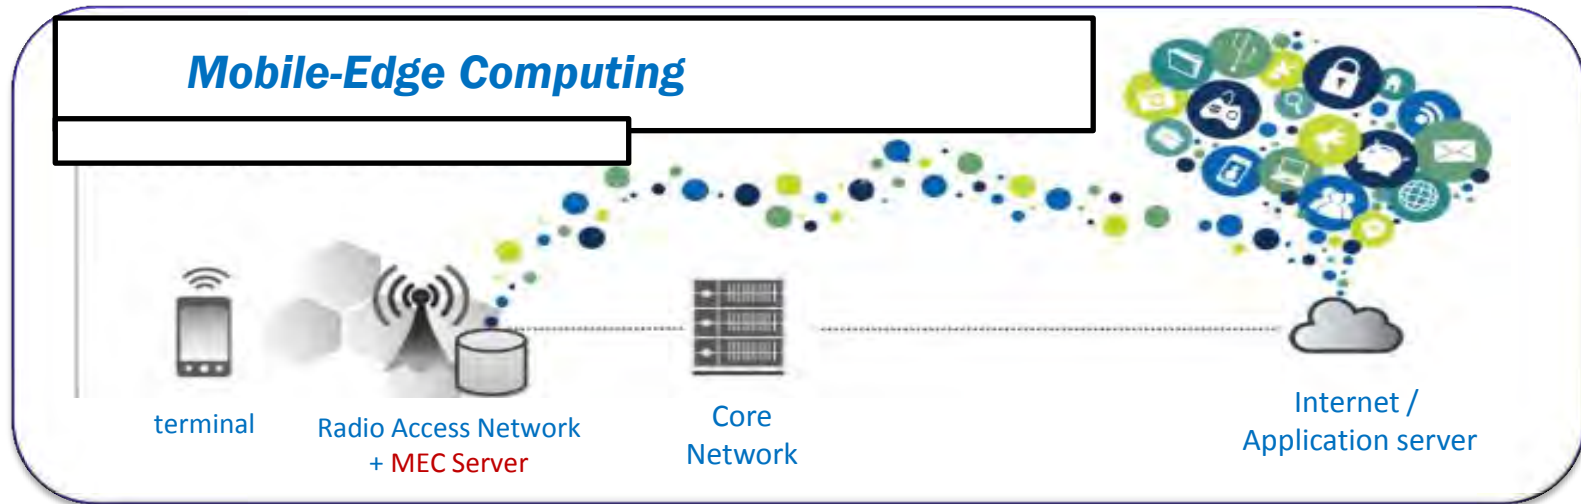 Mobile-Edge Computing
terminal
Radio Access Network
+ MEC Server
Core
Network
Internet /
Application server